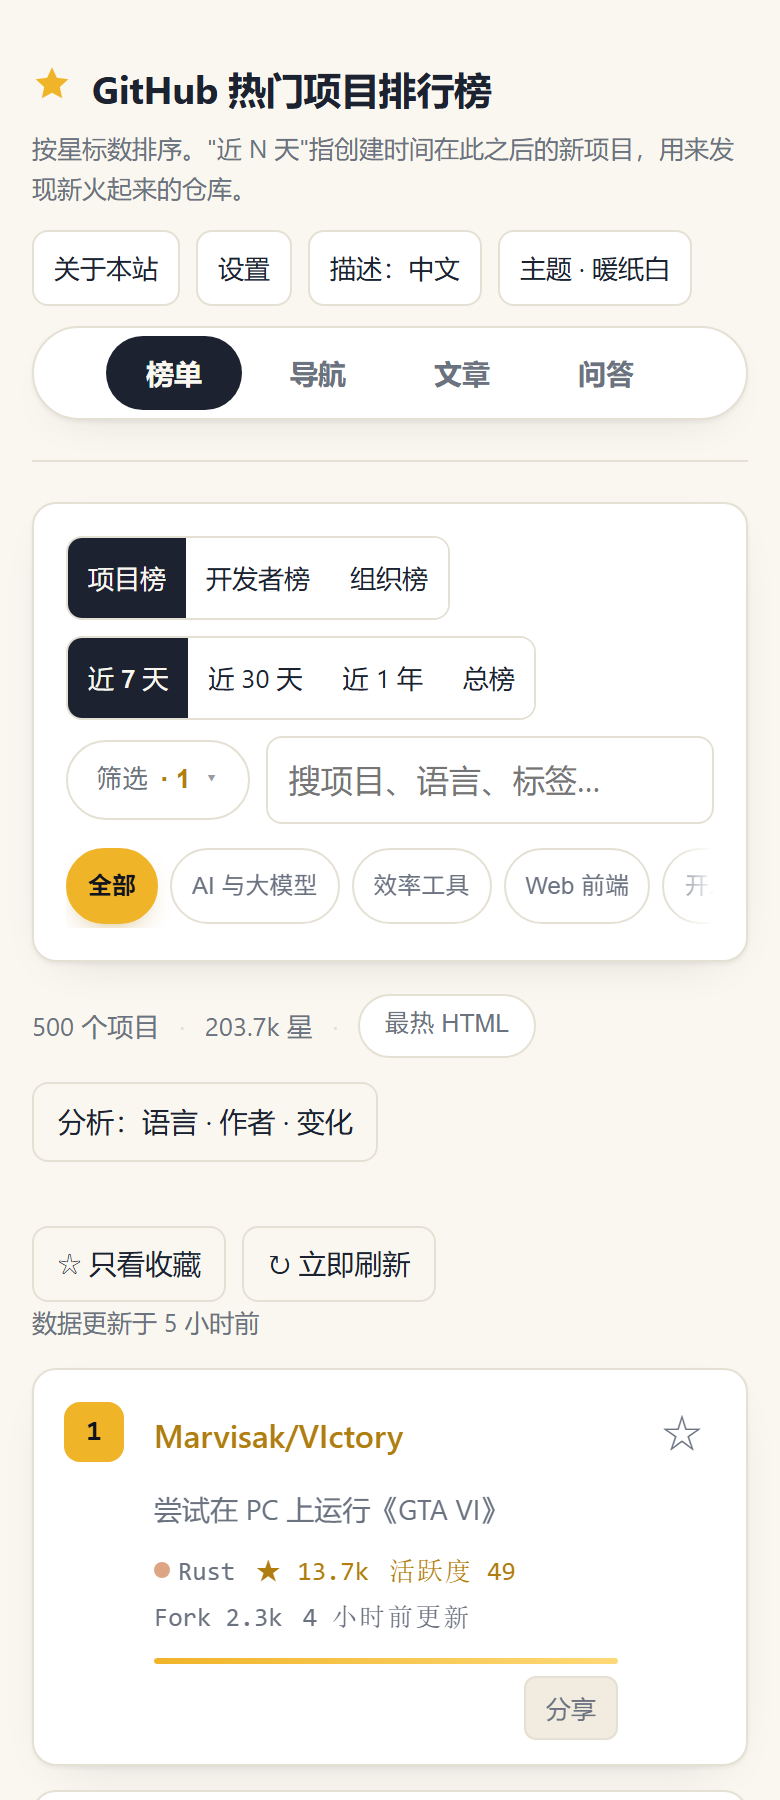 GitHub 热门项目排行榜
按星标数排序。"近 N 天"指创建时间在此之后的新项目，用来发
现新火起来的仓库。
关于本站 设置 描述：中文 主题 · 暖纸白
榜单 导航 文章 问答
项目榜 开发者榜 组织榜
近 7 天 近 30 天 近 1 年 总榜
筛选 · 1 ▾ 搜项目、语言、标签...
全部 AI 与大模型 效率工具 Web 前端 开
500 个项目 · 203.7k 星 · 最热 HTML
分析：语言 · 作者 · 变化
☆ 只看收藏 ↻ 立即刷新
数据更新于 5 小时前
1 Marvisak/VIctory ☆
尝试在 PC 上运行《GTA VI》
Rust ★ 13.7k 活跃度 49
Fork 2.3k 4 小时前更新
分享